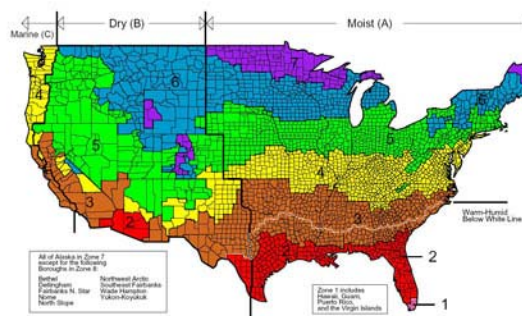 Marine (C)
Dry (B)
Moist (A)
7
6
6
6
4
5
5
4
3
3
2
Warm-Humid
Below White Line
All of Alaska in Zone 7
except for the following
Boroughs in Zone 8:
Bethel Northwest Arctic
Dellingham Southeast Fairbanks
Fairbanks N. Star Wade Hampton
Nome Yukon-Koyukuk
North Slope
Zone 1 includes
Hawaii, Guam,
Puerto Rico,
and the Virgin Islands
2
1